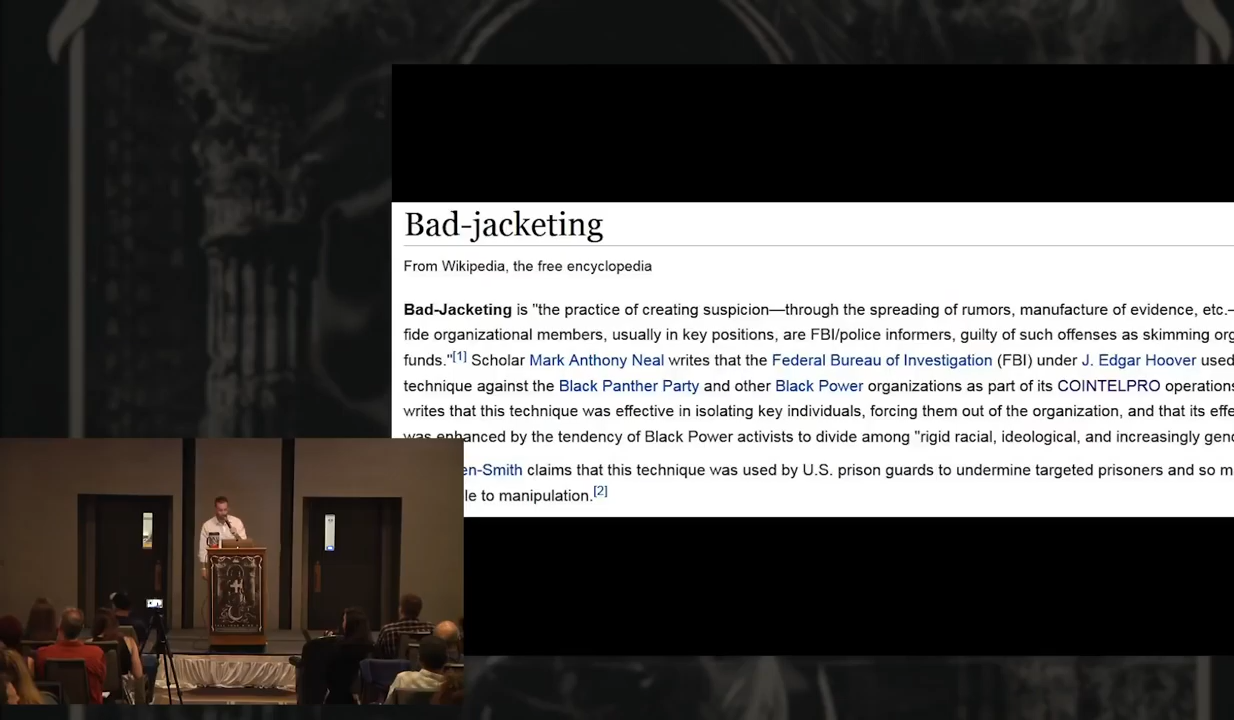 Bad-jacketing
From Wikipedia, the free encyclopedia
Bad-Jacketing is "the practice of creating suspicion—through the spreading of rumors, manufacture of evidence, etc.—
fide organizational members, usually in key positions, are FBI/police informers, guilty of such offenses as skimming org
funds."[1] Scholar Mark Anthony Neal writes that the Federal Bureau of Investigation (FBI) under J. Edgar Hoover used
technique against the Black Panther Party and other Black Power organizations as part of its COINTELPRO operations
writes that this technique was effective in isolating key individuals, forcing them out of the organization, and that its effe
was enhanced by the tendency of Black Power activists to divide among "rigid racial, ideological, and increasingly gend
en-Smith claims that this technique was used by U.S. prison guards to undermine targeted prisoners and so m
le to manipulation.[2]